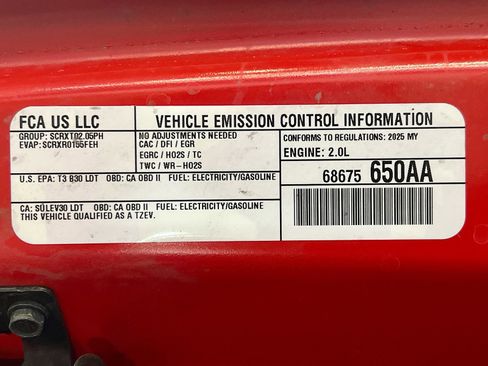 FCA US LLC
VEHICLE EMISSION CONTROL INFORMATION
GROUP: SCRXT02.05PH
EVAP: SCRXR0155FEH
NO ADJUSTMENTS NEEDED
CAC / DFI / EGR
EGRC / HO2S / TC
TWC / WR-HO2S
CONFORMS TO REGULATIONS: 2025 MY
ENGINE: 2.0L
68675 650AA
U.S. EPA: T3 B30 LDT OBD: CA OBD II FUEL: ELECTRICITY/GASOLINE
CA: SULEV30 LDT OBD: CA OBD II FUEL: ELECTRICITY/GASOLINE
THIS VEHICLE QUALIFIED AS A TZEV.